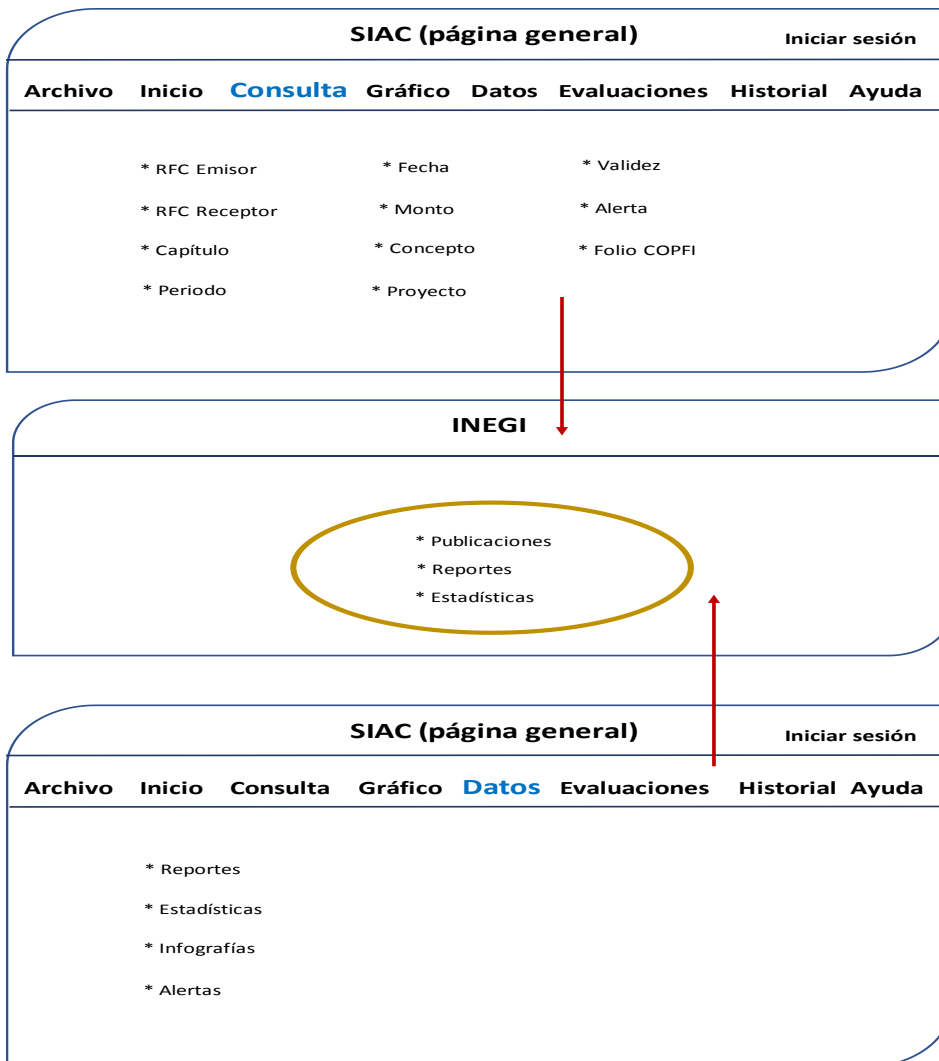 SIAC (página general) Iniciar sesión
Archivo Inicio Consulta Gráfico Datos Evaluaciones Historial Ayuda
* RFC Emisor * Fecha * Validez
* RFC Receptor * Monto * Alerta
* Capítulo * Concepto * Folio COPFI
* Periodo * Proyecto
INEGI
* Publicaciones
* Reportes
* Estadísticas
SIAC (página general) Iniciar sesión
Archivo Inicio Consulta Gráfico Datos Evaluaciones Historial Ayuda
* Reportes
* Estadísticas
* Infografías
* Alertas